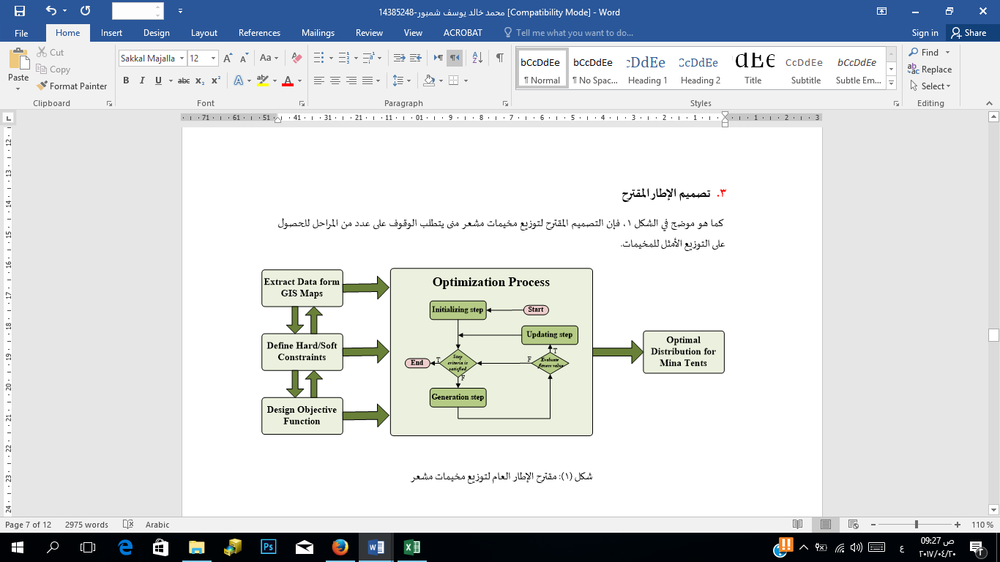 محمد خالد يوسف شمبور-14385248 [Compatibility Mode] - Word
File Home Insert Design Layout References Mailings Review View ACROBAT Tell me what you want to do... Sign in Share
Paste
Cut
Copy
Format Painter
Clipboard
Sakkal Majalla 12
Font
Paragraph
bCcDdEe bCcDdEe CcDdEe CcDdEe dEe CcDdEe bCcDdEe
¶ Normal ¶ No Spac... Heading 1 Heading 2 Title Subtitle Subtle Em...
Styles
Find
Replace
Select
Editing
٣. تصميم الإطار المقترح
كما هو موضح في الشكل ١، فإن التصميم المقترح لتوزيع مخيمات مشعر منى يتطلب الوقوف على عدد من المراحل للحصول
على التوزيع الأمثل للمخيمات.
Extract Data form
GIS Maps
Define Hard/Soft
Constraints
Design Objective
Function
Optimization Process
Initializing step
Start
Updating step
End
T
Stop
criteria is
satisfied
F
Evaluate
fitness value
T
F
Generation step
Optimal
Distribution for
Mina Tents
شكل (١): مقترح الإطار العام لتوزيع مخيمات مشعر
Page 7 of 12 2975 words Arabic 110 %
ع
09:27 ص
٢٠١٧/٠٤/٢٠